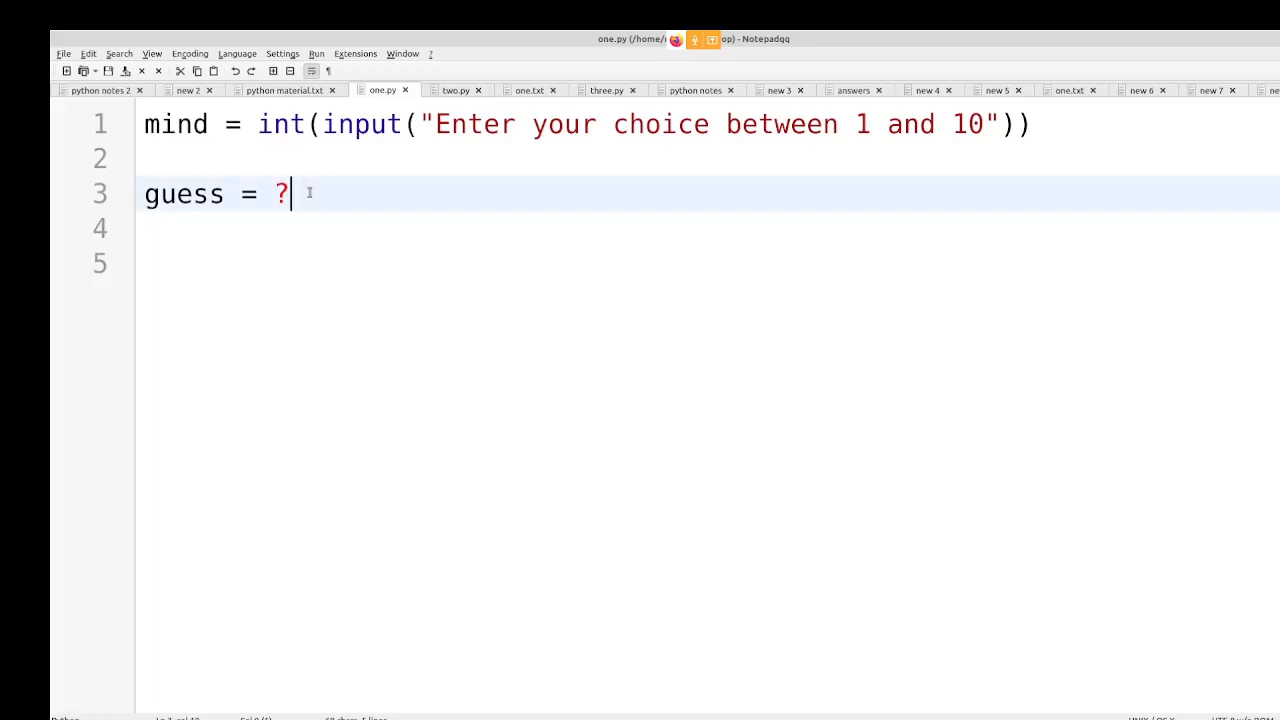 one.py (/home/ op) - Notepadqq
File Edit Search View Encoding Language Settings Run Extensions Window ?
python notes 2 new 2 python material.txt one.py two.py one.txt three.py python notes new 3 answers new 4 new 5 one.txt new 6 new 7
1 mind = int(input("Enter your choice between 1 and 10"))
2
3 guess = ?
4
5